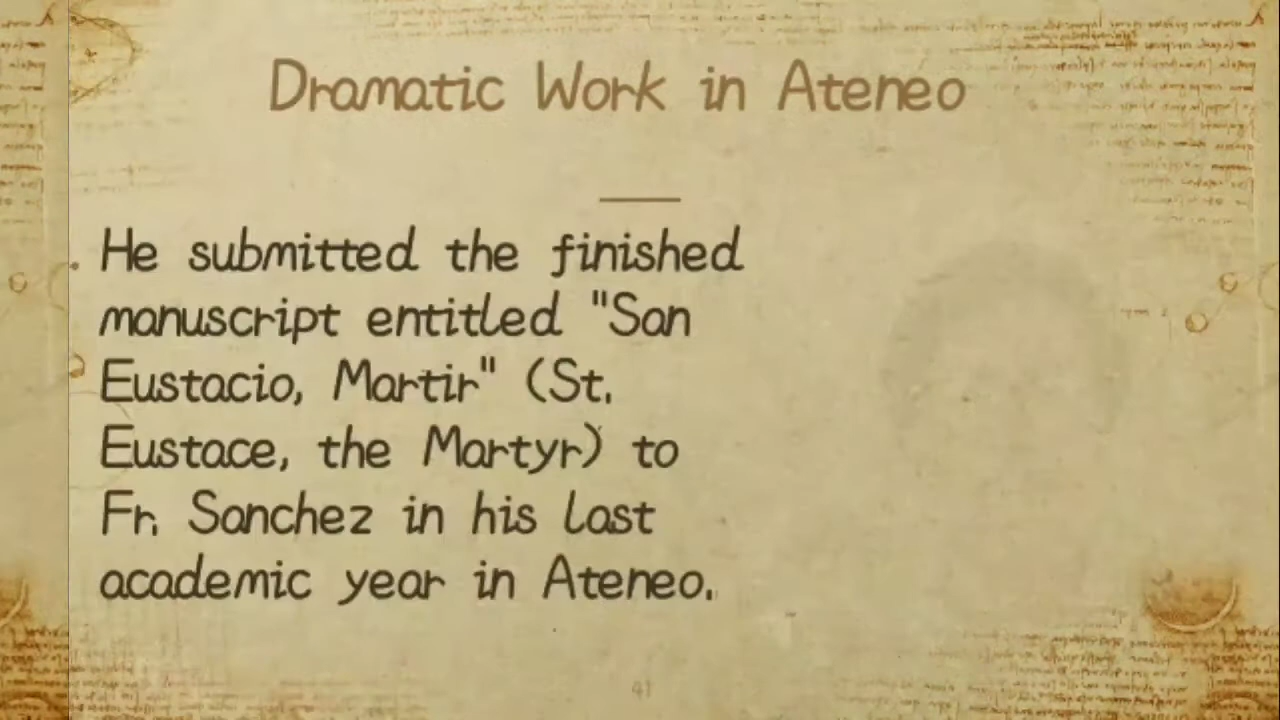 Dramatic Work in Ateneo
He submitted the finished
manuscript entitled "San
Eustacio, Martir" (St.
Eustace, the Martyr) to
Fr. Sanchez in his last
academic year in Ateneo.
41